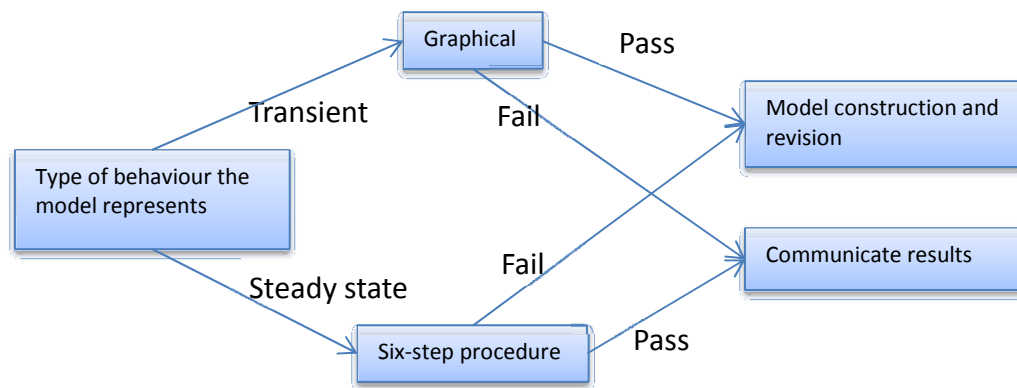 Graphical
Pass
Transient
Fail
Model construction and
revision
Type of behaviour the
model represents
Fail
Communicate results
Steady state
Six-step procedure
Pass